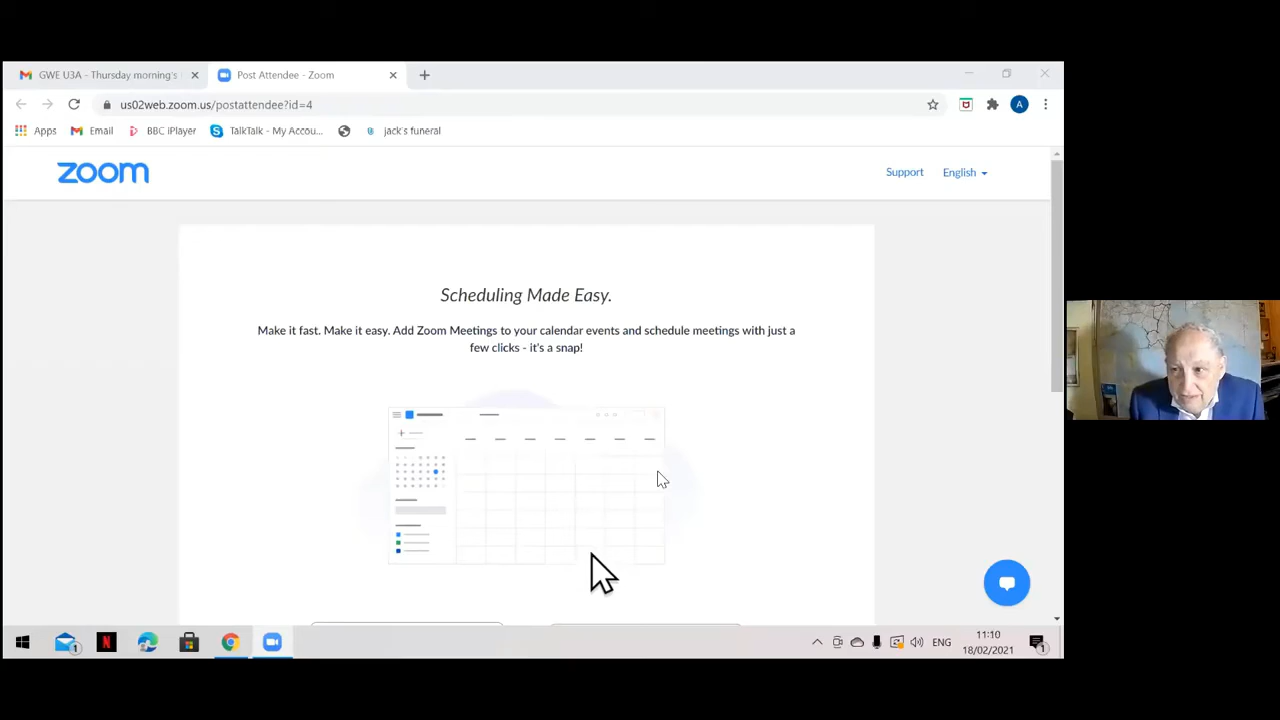 GWE U3A - Thursday morning's
Post Attendee - Zoom
us02web.zoom.us/postattendee?id=4
A
Apps
Email
BBC iPlayer
TalkTalk - My Accou...
jack's funeral
zoom
Support
English
Scheduling Made Easy.
Make it fast. Make it easy. Add Zoom Meetings to your calendar events and schedule meetings with just a
few clicks - it's a snap!
1
N
ENG
11:10
18/02/2021
1